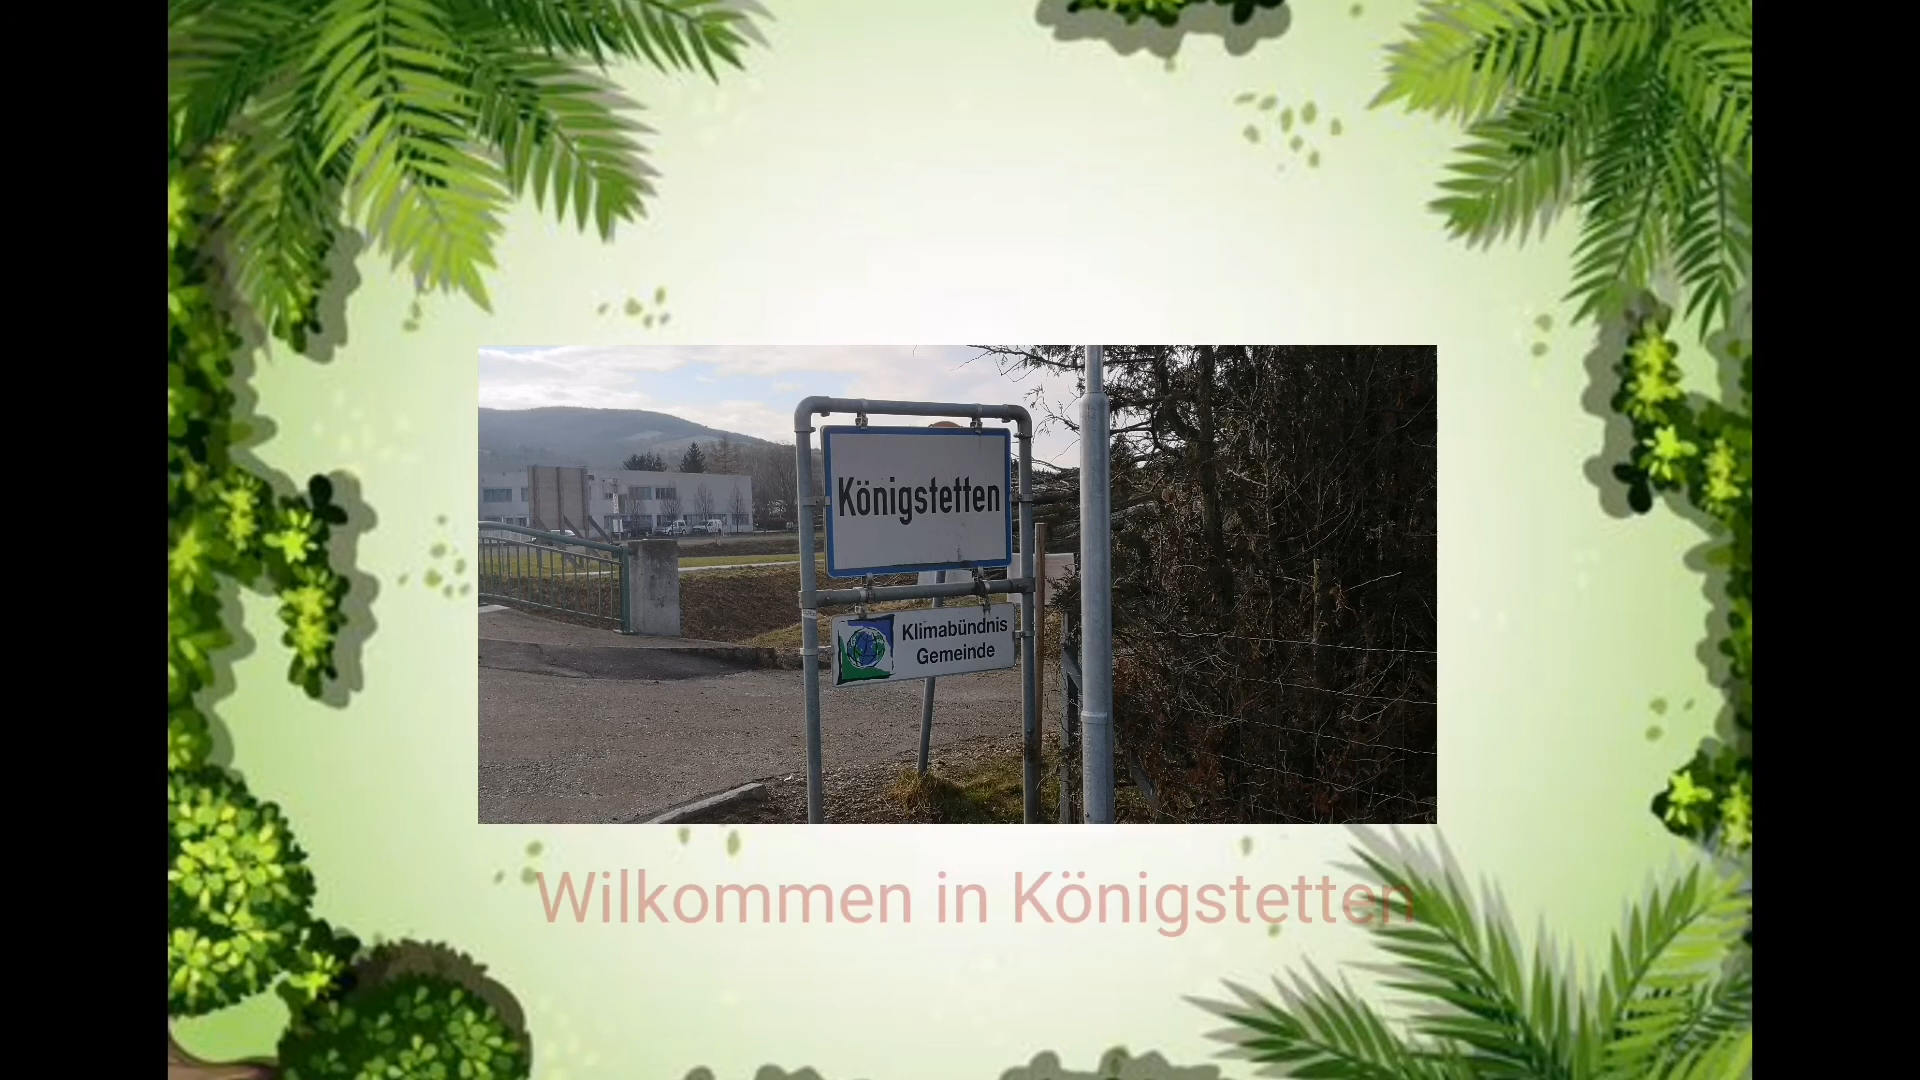 Königstetten
Klimabündnis
Gemeinde
Wilkommen in Königstetten